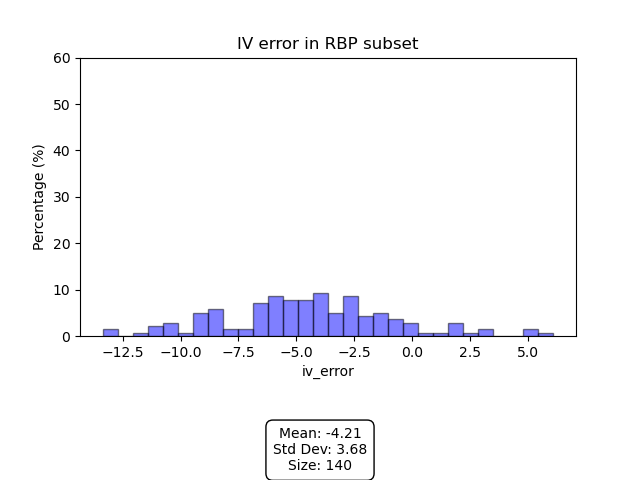 IV error in RBP subset
60
50
40
30
20
10
0
Percentage (%)
−12.5 −10.0 −7.5 −5.0 −2.5 0.0 2.5 5.0
iv_error
Mean: -4.21
Std Dev: 3.68
Size: 140